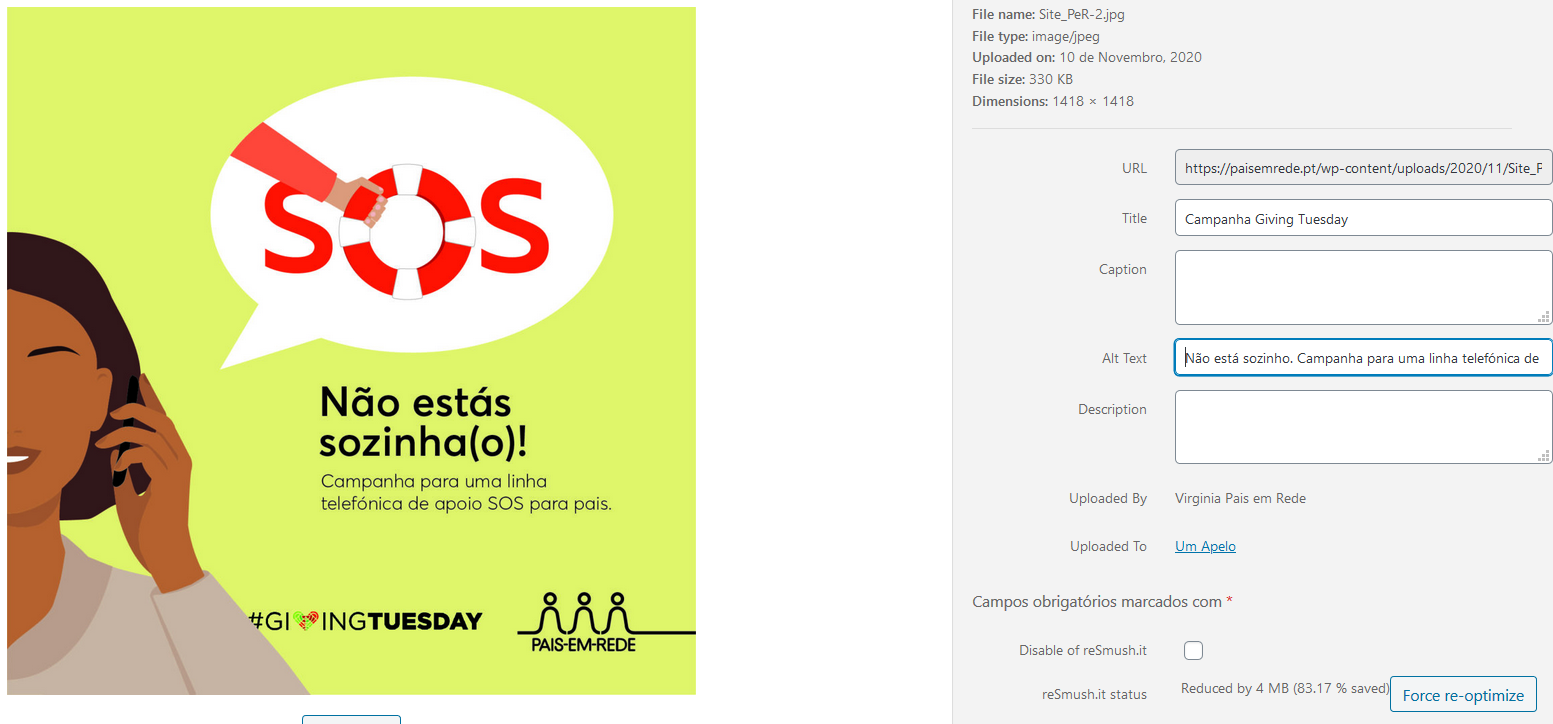 SOS
Não estás
sozinha(o)!
Campanha para uma linha
telefónica de apoio SOS para pais.
#GIVINGTUESDAY
PAIS-EM-REDE
File name: Site_PeR-2.jpg
File type: image/jpeg
Uploaded on: 10 de Novembro, 2020
File size: 330 KB
Dimensions: 1418 × 1418
URL https://paisemrede.pt/wp-content/uploads/2020/11/Site_P
Title Campanha Giving Tuesday
Caption
Alt Text Não está sozinho. Campanha para uma linha telefónica de
Description
Uploaded By Virginia Pais em Rede
Uploaded To Um Apelo
Campos obrigatórios marcados com *
Disable of reSmush.it
reSmush.it status Reduced by 4 MB (83.17 % saved) Force re-optimize